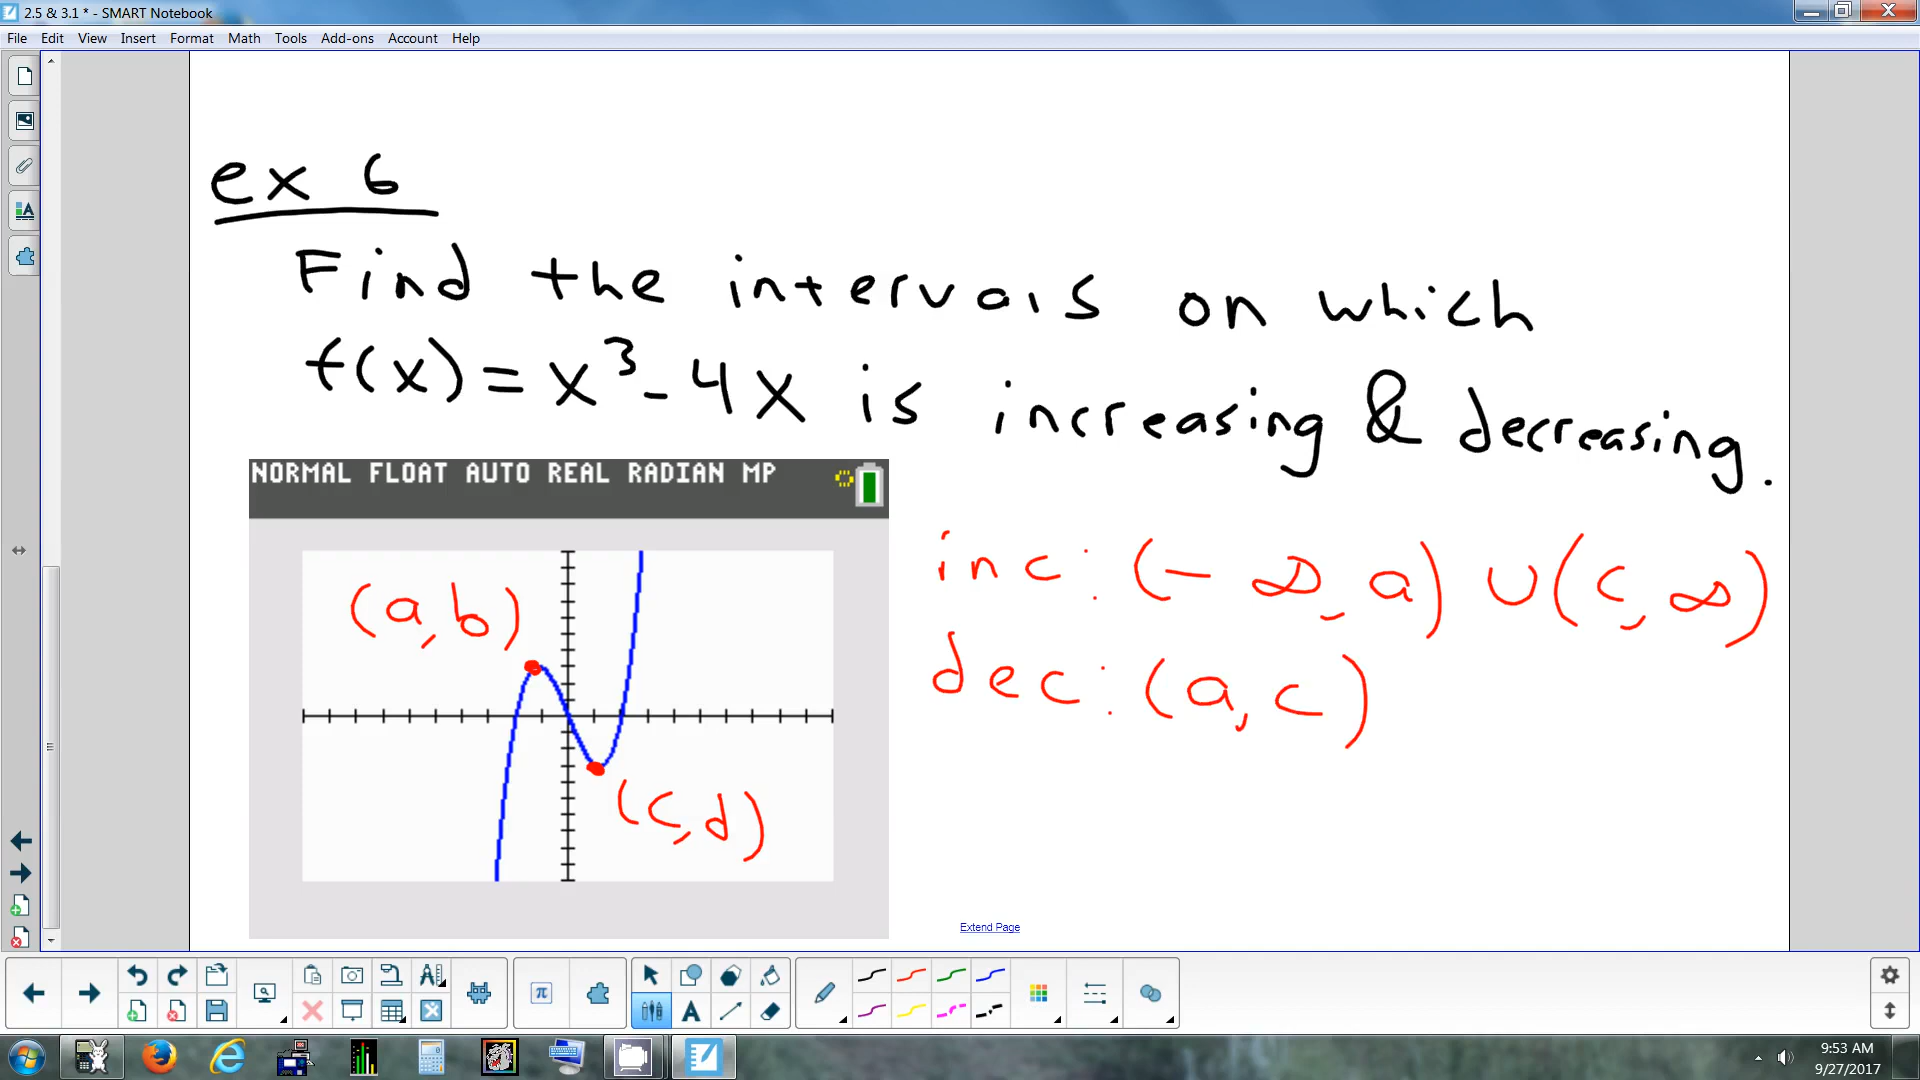 2.5 & 3.1 * - SMART Notebook
File Edit View Insert Format Math Tools Add-ons Account Help
ex 6
Find the intervals on which
f(x) = x³ - 4x is increasing & decreasing.
NORMAL FLOAT AUTO REAL RADIAN MP
(a, b)
(c, d)
inc: (-∞, a) ∪ (c, ∞)
dec: (a, c)
Extend Page
π
A
9:53 AM
9/27/2017